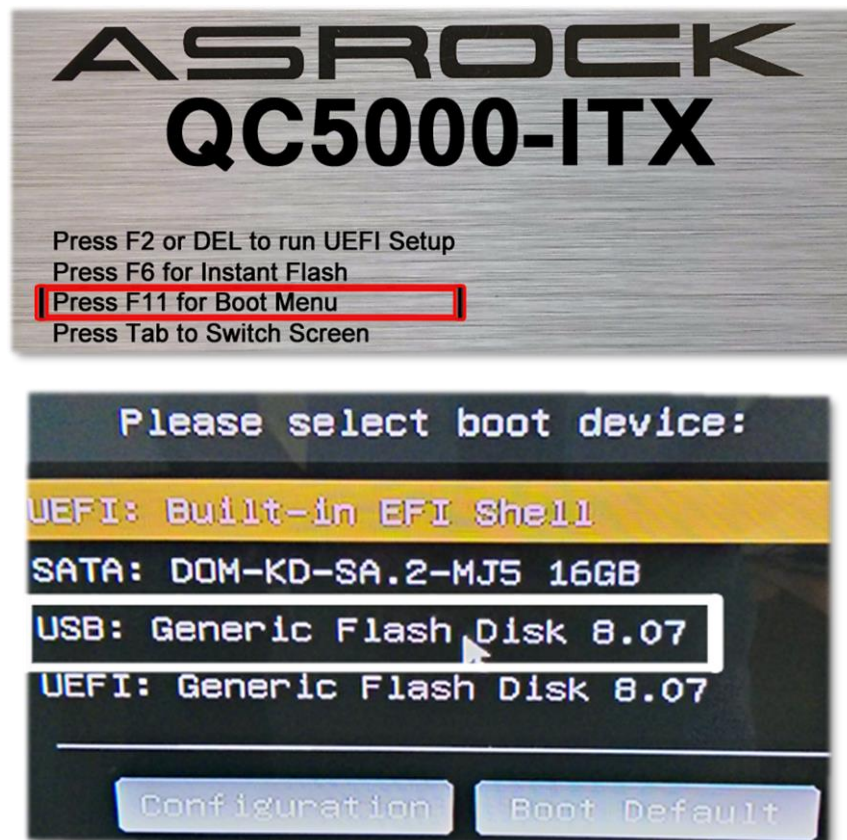 ASROCK
QC5000-ITX
Press F2 or DEL to run UEFI Setup
Press F6 for Instant Flash
Press F11 for Boot Menu
Press Tab to Switch Screen
Please select boot device:
UEFI: Built-in EFI Shell
SATA: DOM-KD-SA.2-MJ5 16GB
USB: Generic Flash Disk 8.07
UEFI: Generic Flash Disk 8.07
Configuration
Boot Default